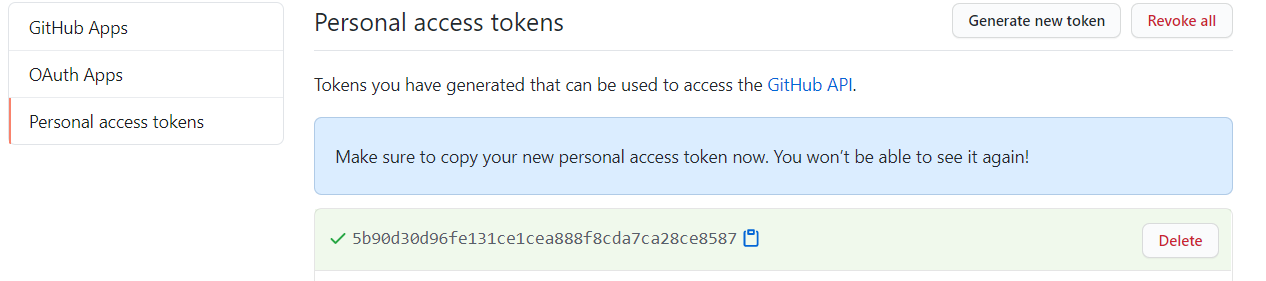 GitHub Apps
OAuth Apps
Personal access tokens
Personal access tokens
Generate new token
Revoke all
Tokens you have generated that can be used to access the GitHub API.
Make sure to copy your new personal access token now. You won’t be able to see it again!
5b90d30d96fe131ce1cea888f8cda7ca28ce8587
Delete